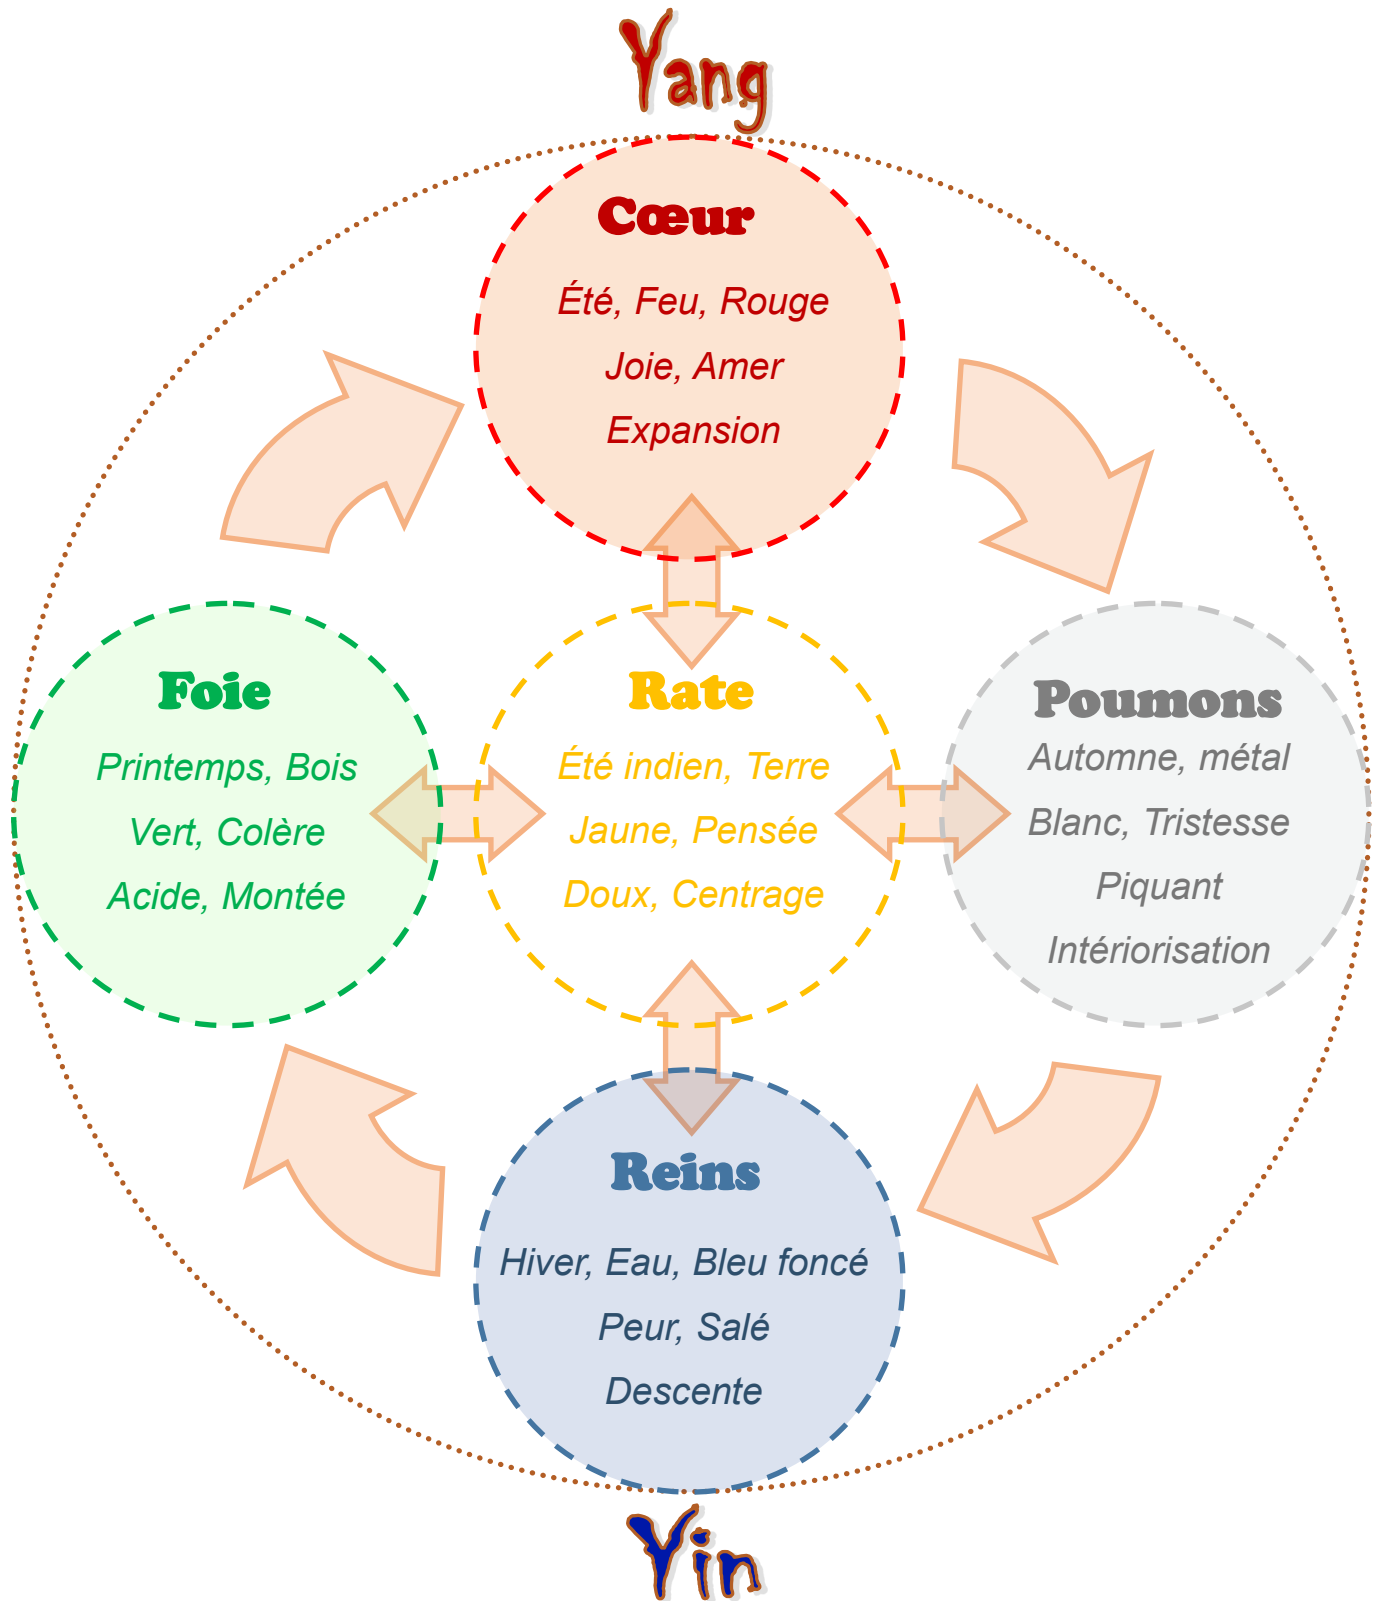 Yang
Cœur
Été, Feu, Rouge
Joie, Amer
Expansion
Foie
Printemps, Bois
Vert, Colère
Acide, Montée
Rate
Été indien, Terre
Jaune, Pensée
Doux, Centrage
Poumons
Automne, métal
Blanc, Tristesse
Piquant
Intériorisation
Reins
Hiver, Eau, Bleu foncé
Peur, Salé
Descente
Yin